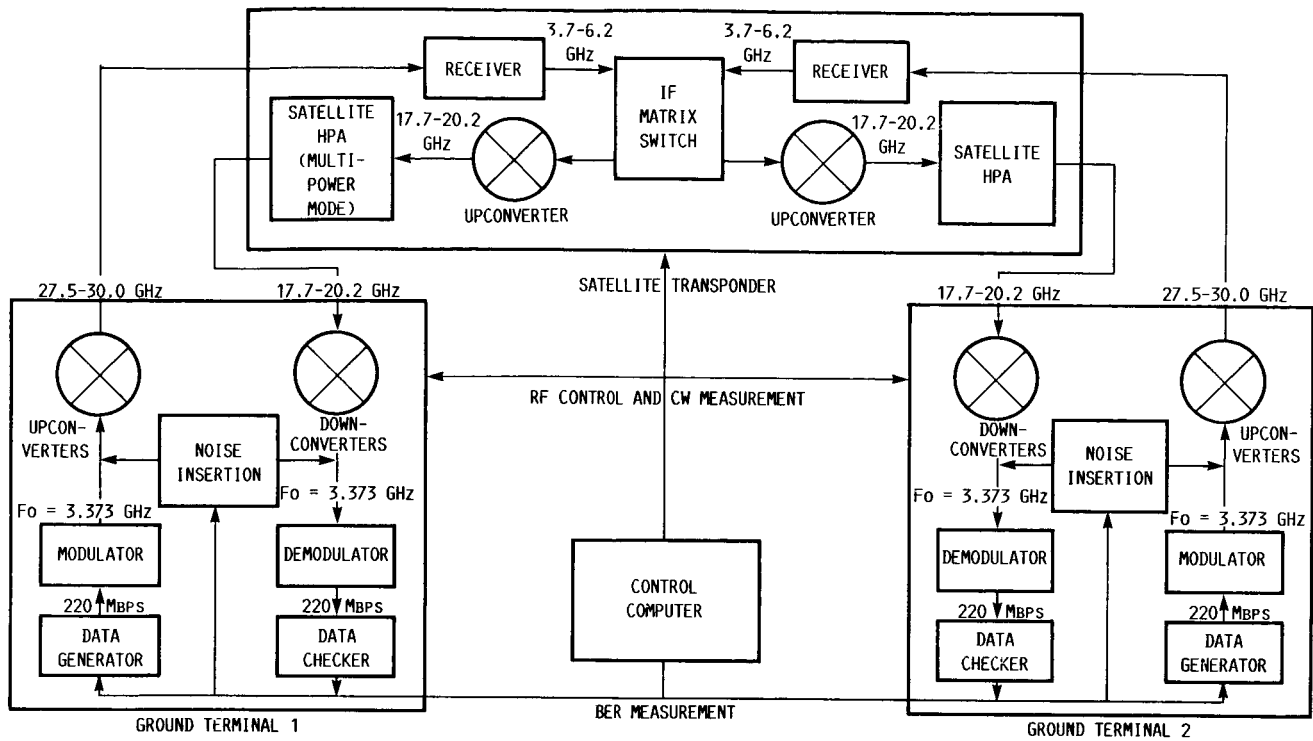 3.7-6.2
GHz
3.7-6.2
GHz
RECEIVER
IF
MATRIX
SWITCH
RECEIVER
SATELLITE
HPA
(MULTI-
POWER
MODE)
17.7-20.2
GHz
UPCONVERTER
17.7-20.2
GHz
UPCONVERTER
SATELLITE
HPA
SATELLITE TRANSPONDER
27.5-30.0 GHz
17.7-20.2 GHz
UPCON-
VERTERS
DOWN-
CONVERTERS
NOISE
INSERTION
Fo = 3.373 GHz
Fo = 3.373 GHz
MODULATOR
DEMODULATOR
220 MBPS
220 MBPS
DATA
GENERATOR
DATA
CHECKER
GROUND TERMINAL 1
RF CONTROL AND CW MEASUREMENT
CONTROL
COMPUTER
BER MEASUREMENT
17.7-20.2 GHz
27.5-30.0 GHz
DOWN-
CONVERTERS
NOISE
INSERTION
UPCON-
VERTERS
Fo = 3.373 GHz
Fo = 3.373 GHz
DEMODULATOR
MODULATOR
220 MBPS
220 MBPS
DATA
CHECKER
DATA
GENERATOR
GROUND TERMINAL 2